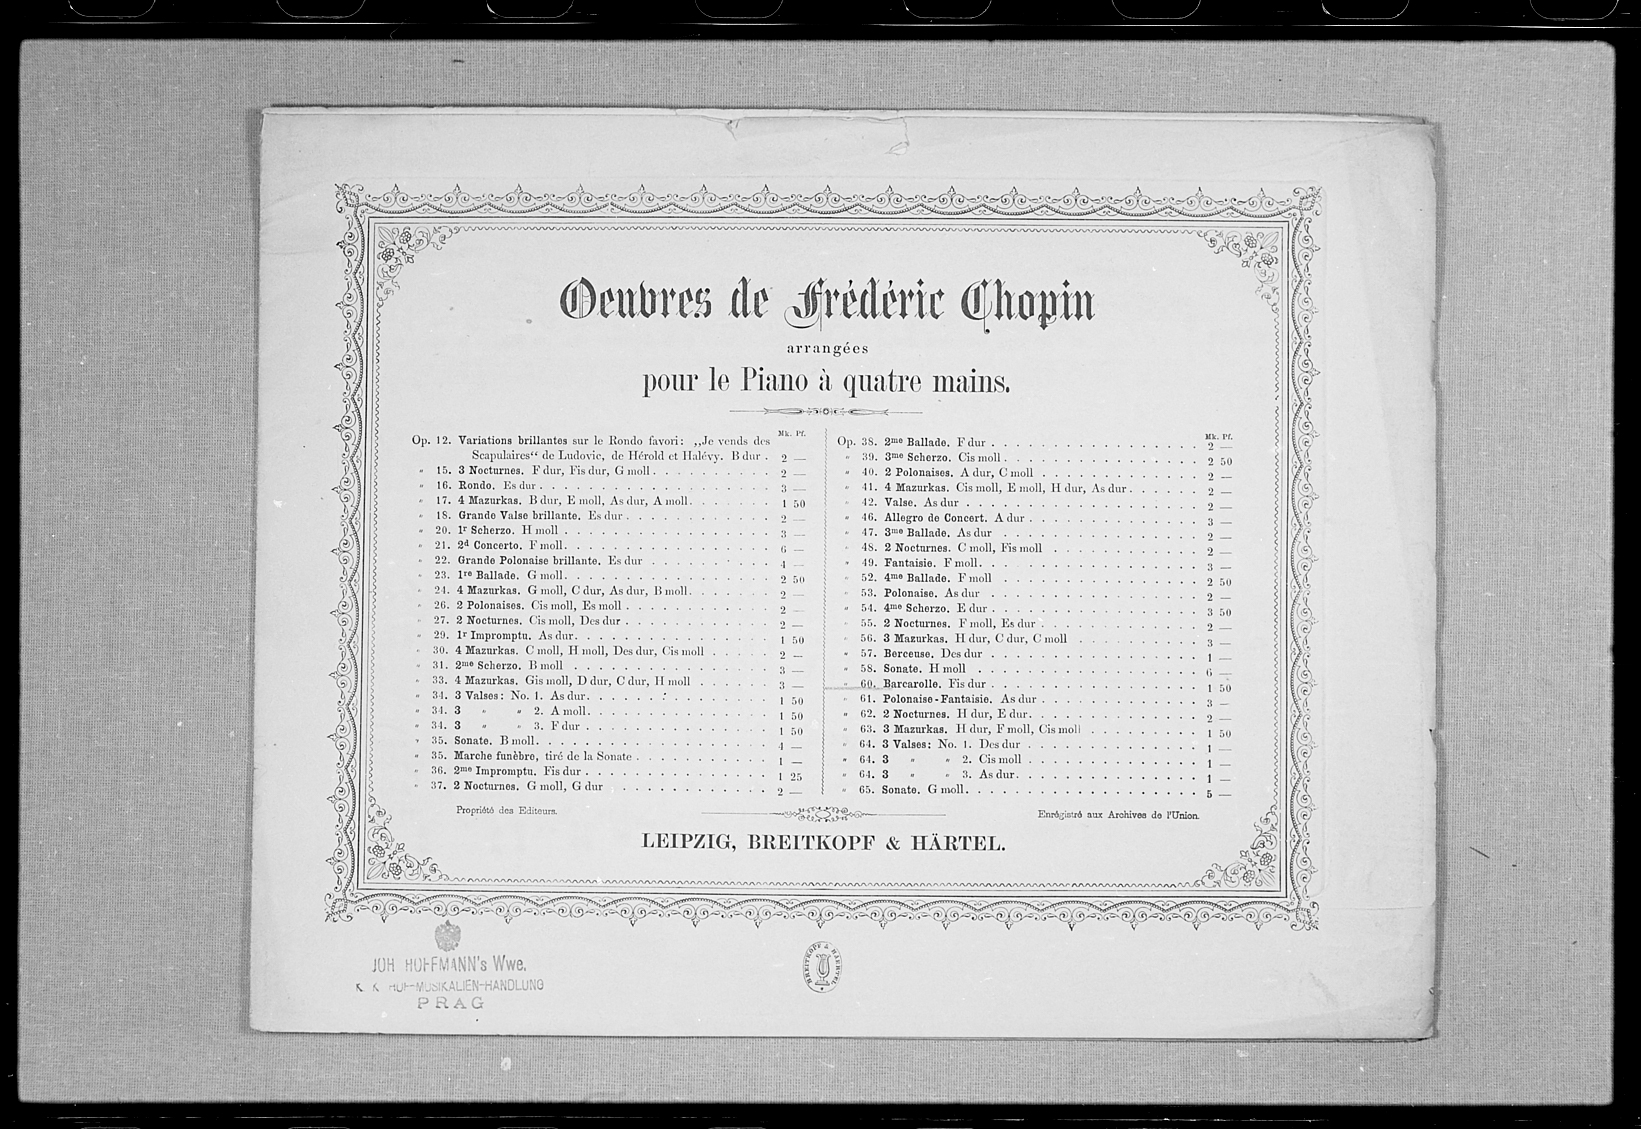 Oeuvres de Frédéric Chopin
arrangées
pour le Piano à quatre mains.
Mk. Pf.
Op. 12. Variations brillantes sur le Rondo favori: „Je vends des
Scapulaires“ de Ludovic, de Hérold et Halévy. B dur . 2 —
" 15. 3 Nocturnes. F dur, Fis dur, G moll . . . . . . . . . . 2 —
" 16. Rondo. Es dur . . . . . . . . . . 3 —
" 17. 4 Mazurkas. B dur, E moll, As dur, A moll . . . . . . . 1 50
" 18. Grande Valse brillante. Es dur . . . . . . . . . . 2 —
" 20. 1r Scherzo. H moll . . . . . . . . . . 3 —
" 21. 2d Concerto. F moll . . . . . . . . . . 6 —
" 22. Grande Polonaise brillante. Es dur . . . . . . . . . 4 —
" 23. 1re Ballade. G moll . . . . . . . . . . 2 50
" 24. 4 Mazurkas. G moll, C dur, As dur, B moll . . . . . . . 2 —
" 26. 2 Polonaises. Cis moll, Es moll . . . . . . . . . . 2 —
" 27. 2 Nocturnes. Cis moll, Des dur . . . . . . . . . . 2 —
" 29. 1r Impromptu. As dur . . . . . . . . . . 1 50
" 30. 4 Mazurkas. C moll, H moll, Des dur, Cis moll . . . . . 2 —
" 31. 2me Scherzo. B moll . . . . . . . . . . 3 —
" 33. 4 Mazurkas. Gis moll, D dur, C dur, H moll . . . . . . 3 —
" 34. 3 Valses: No. 1. As dur . . . . . . . . . . 1 50
" 34. 3 " " 2. A moll . . . . . . . . . . 1 50
" 34. 3 " " 3. F dur . . . . . . . . . . 1 50
" 35. Sonate. B moll . . . . . . . . . . 4 —
" 35. Marche funèbre, tiré de la Sonate . . . . . . . . . . 1 —
" 36. 2me Impromptu. Fis dur . . . . . . . . . . 1 25
" 37. 2 Nocturnes. G moll, G dur . . . . . . . . . . 2 —
Mk. Pf.
Op. 38. 2me Ballade. F dur . . . . . . . . . . 2 —
" 39. 3me Scherzo. Cis moll . . . . . . . . . . 2 50
" 40. 2 Polonaises. A dur, C moll . . . . . . . . . . 2 —
" 41. 4 Mazurkas. Cis moll, E moll, H dur, As dur . . . . . . 2 —
" 42. Valse. As dur . . . . . . . . . . 2 —
" 46. Allegro de Concert. A dur . . . . . . . . . . 3 —
" 47. 3me Ballade. As dur . . . . . . . . . . 2 —
" 48. 2 Nocturnes. C moll, Fis moll . . . . . . . . . . 2 —
" 49. Fantaisie. F moll . . . . . . . . . . 3 —
" 52. 4me Ballade. F moll . . . . . . . . . . 2 50
" 53. Polonaise. As dur . . . . . . . . . . 2 —
" 54. 4me Scherzo. E dur . . . . . . . . . . 3 50
" 55. 2 Nocturnes. F moll, Es dur . . . . . . . . . . 2 —
" 56. 3 Mazurkas. H dur, C dur, C moll . . . . . . . . . 3 —
" 57. Berceuse. Des dur . . . . . . . . . . 1 —
" 58. Sonate. H moll . . . . . . . . . . 6 —
" 60. Barcarolle. Fis dur . . . . . . . . . . 1 50
" 61. Polonaise-Fantaisie. As dur . . . . . . . . . . 3 —
" 62. 2 Nocturnes. H dur, E dur . . . . . . . . . . 2 —
" 63. 3 Mazurkas. H dur, F moll, Cis moll . . . . . . . . . 1 50
" 64. 3 Valses: No. 1. Des dur . . . . . . . . . . 1 —
" 64. 3 " " 2. Cis moll . . . . . . . . . . 1 —
" 64. 3 " " 3. As dur . . . . . . . . . . 1 —
" 65. Sonate. G moll . . . . . . . . . . 5 —
Propriété des Editeurs.
Enrégistré aux Archives de l'Union.
LEIPZIG, BREITKOPF & HÄRTEL.
JOH HOFFMANN's Wwe.
K. K. HOF-MUSIKALIEN-HANDLUNG
PRAG
BREITKOPF & HAERTEL